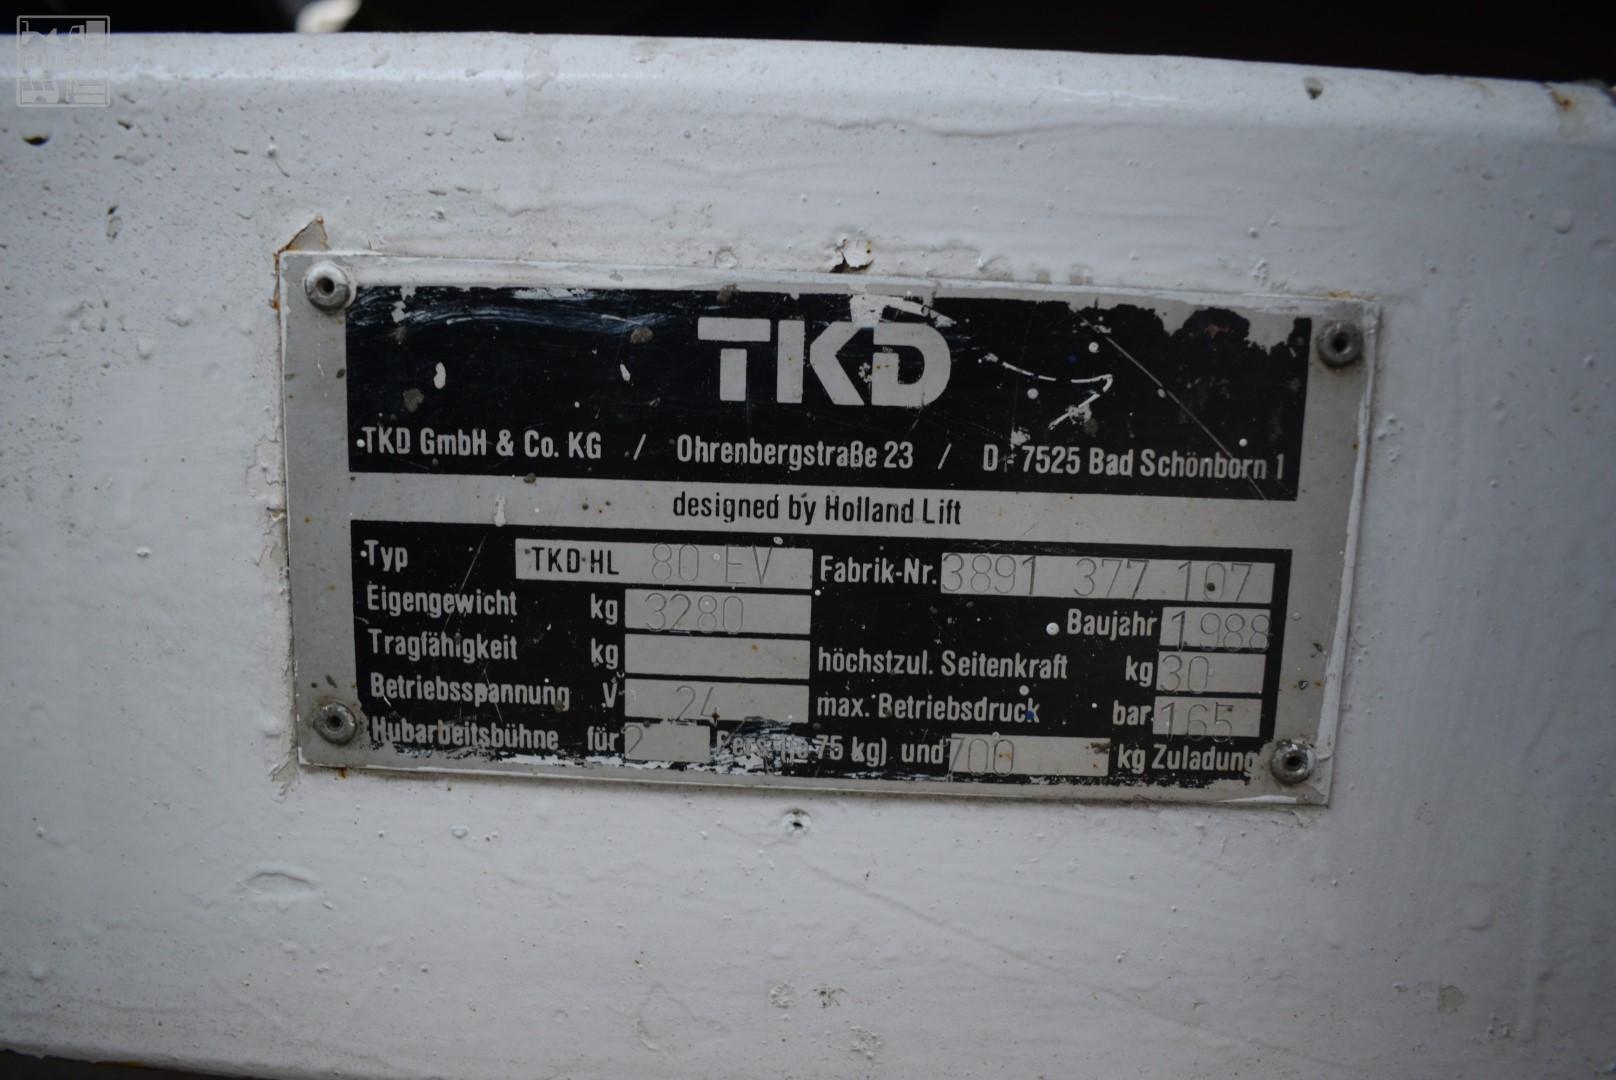 TKD
TKD GmbH & Co. KG / Ohrenbergstraße 23 / D - 7525 Bad Schönborn 1
designed by Holland Lift
Typ TKD·HL 80 EV Fabrik-Nr. 3891 377 107
Eigengewicht kg 3280 Baujahr 1988
Tragfähigkeit kg höchstzul. Seitenkraft kg 30
Betriebsspannung V 24 max. Betriebsdruck bar 165
Hubarbeitsbühne für 2 Pers. (je 75 kg) und 700 kg Zuladung